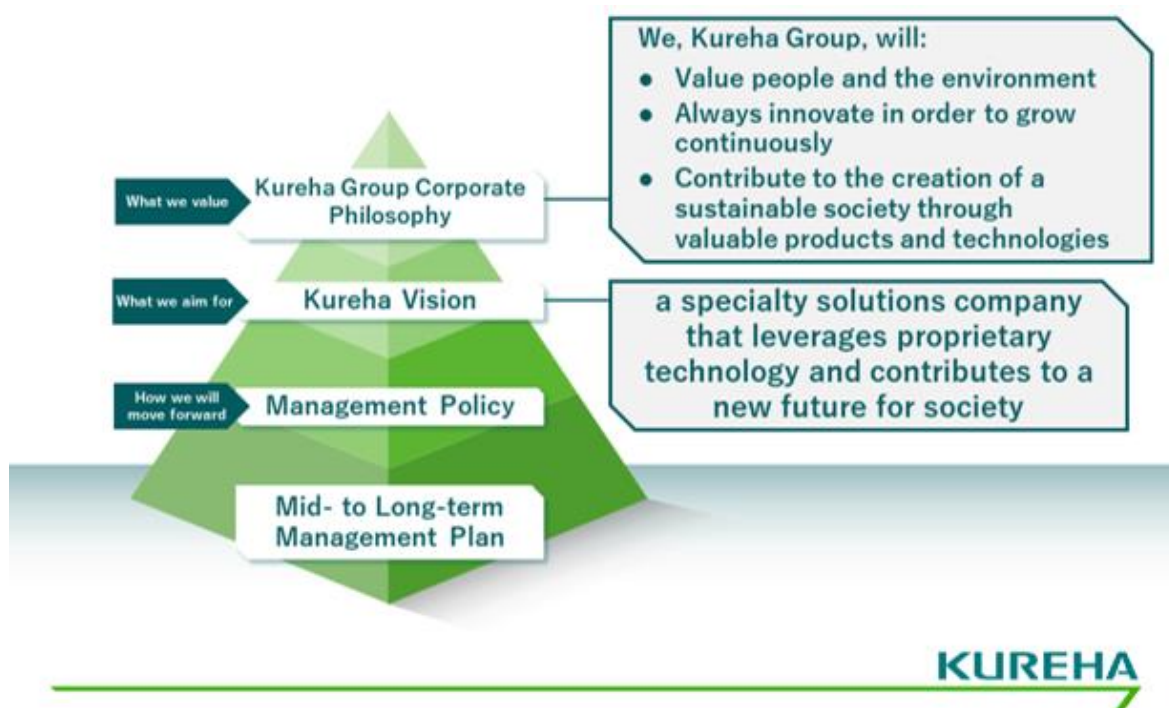 We, Kureha Group, will:
● Value people and the environment
● Always innovate in order to grow
continuously
● Contribute to the creation of a
sustainable society through
valuable products and technologies
What we value
Kureha Group Corporate
Philosophy
What we aim for
Kureha Vision
a specialty solutions company
that leverages proprietary
technology and contributes to a
new future for society
How we will
move forward
Management Policy
Mid- to Long-term
Management Plan
KUREHA